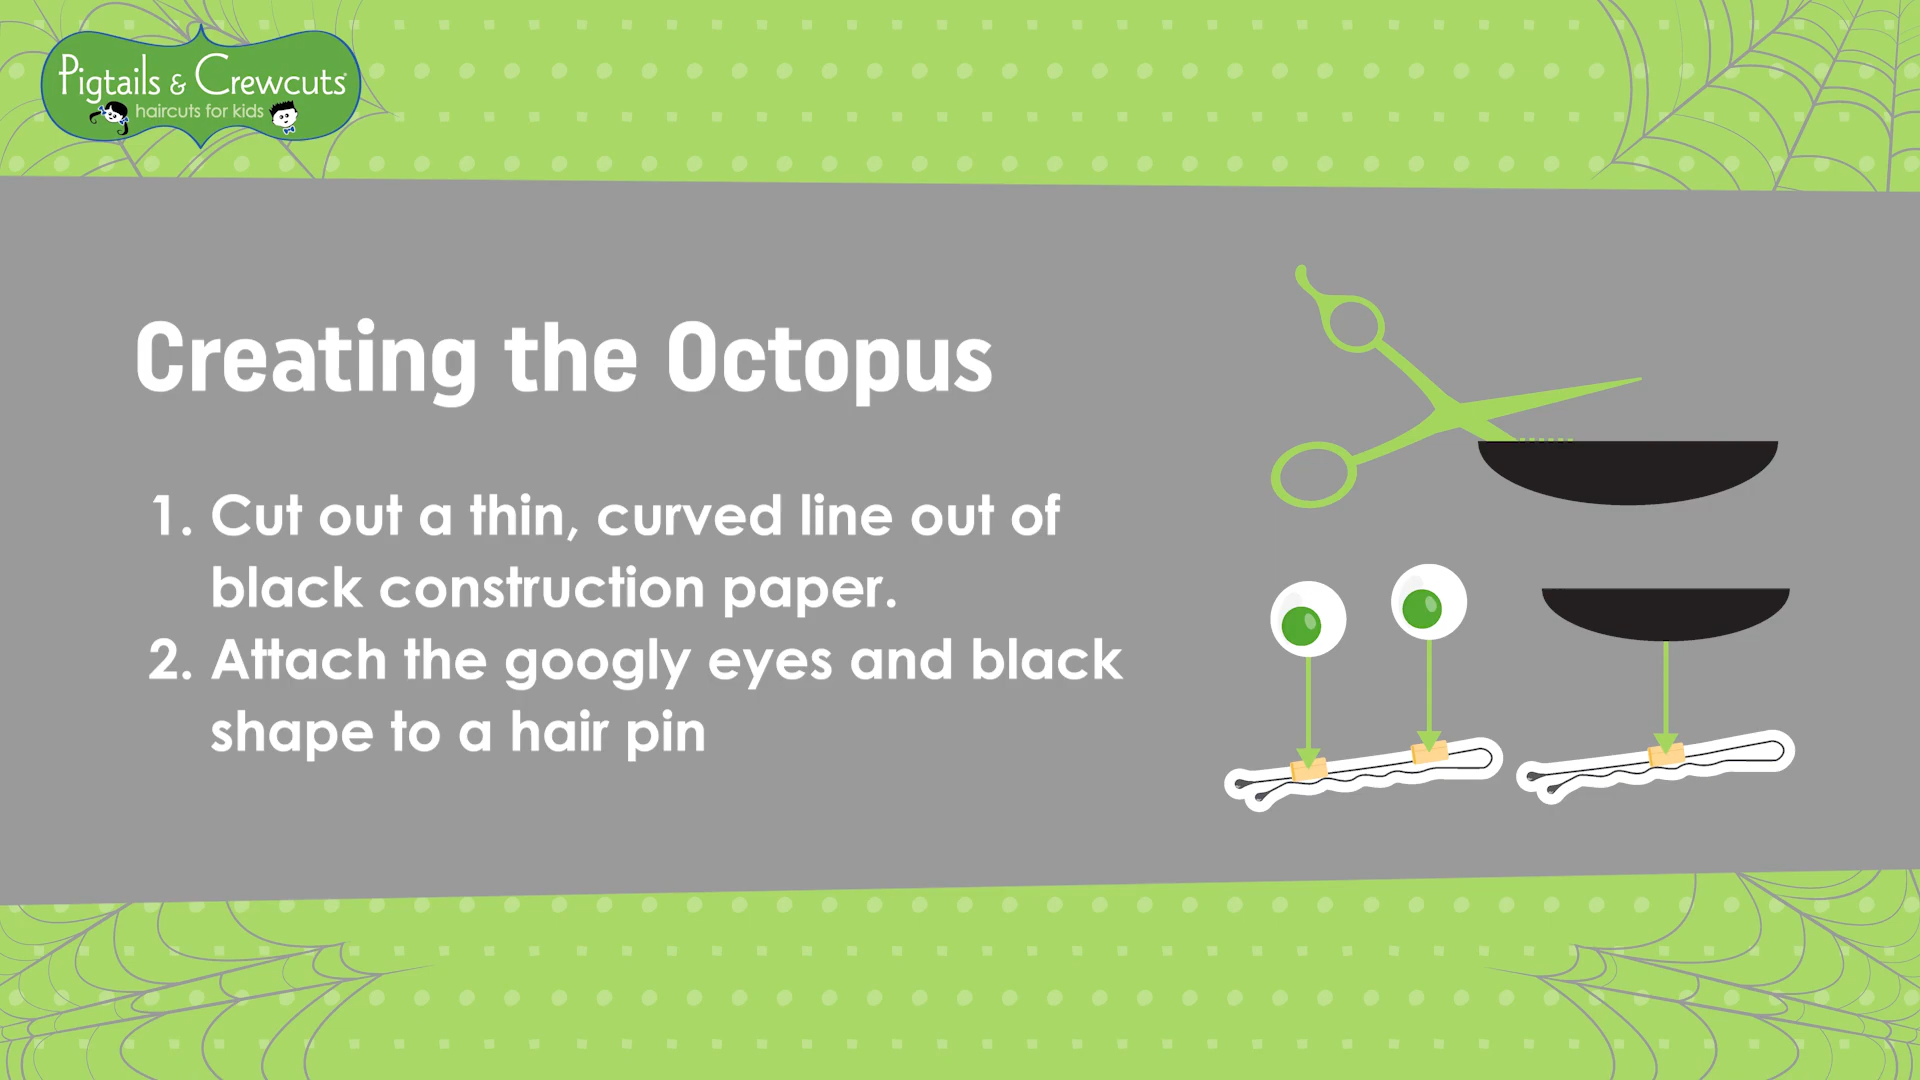 Pigtails & Crewcuts
haircuts for kids
Creating the Octopus
1. Cut out a thin, curved line out of
black construction paper.
2. Attach the googly eyes and black
shape to a hair pin